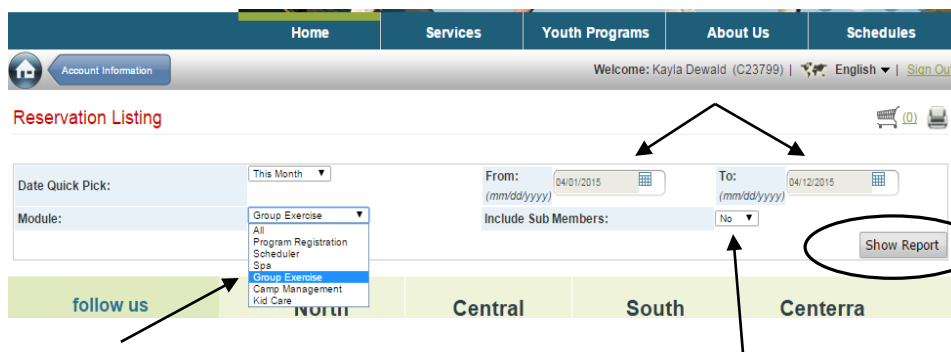 Home Services Youth Programs About Us Schedules
Account Information Welcome: Kayla Dewald (C23799) | English ▾ | Sign Out
Reservation Listing (0)
Date Quick Pick: This Month ▼ From: (mm/dd/yyyy) 04/01/2015 To: (mm/dd/yyyy) 04/12/2015
Module: Group Exercise ▼ Include Sub Members: No ▼
All
Program Registration
Scheduler
Spa
Group Exercise
Camp Management
Kid Care
Show Report
follow us North Central South Centerra